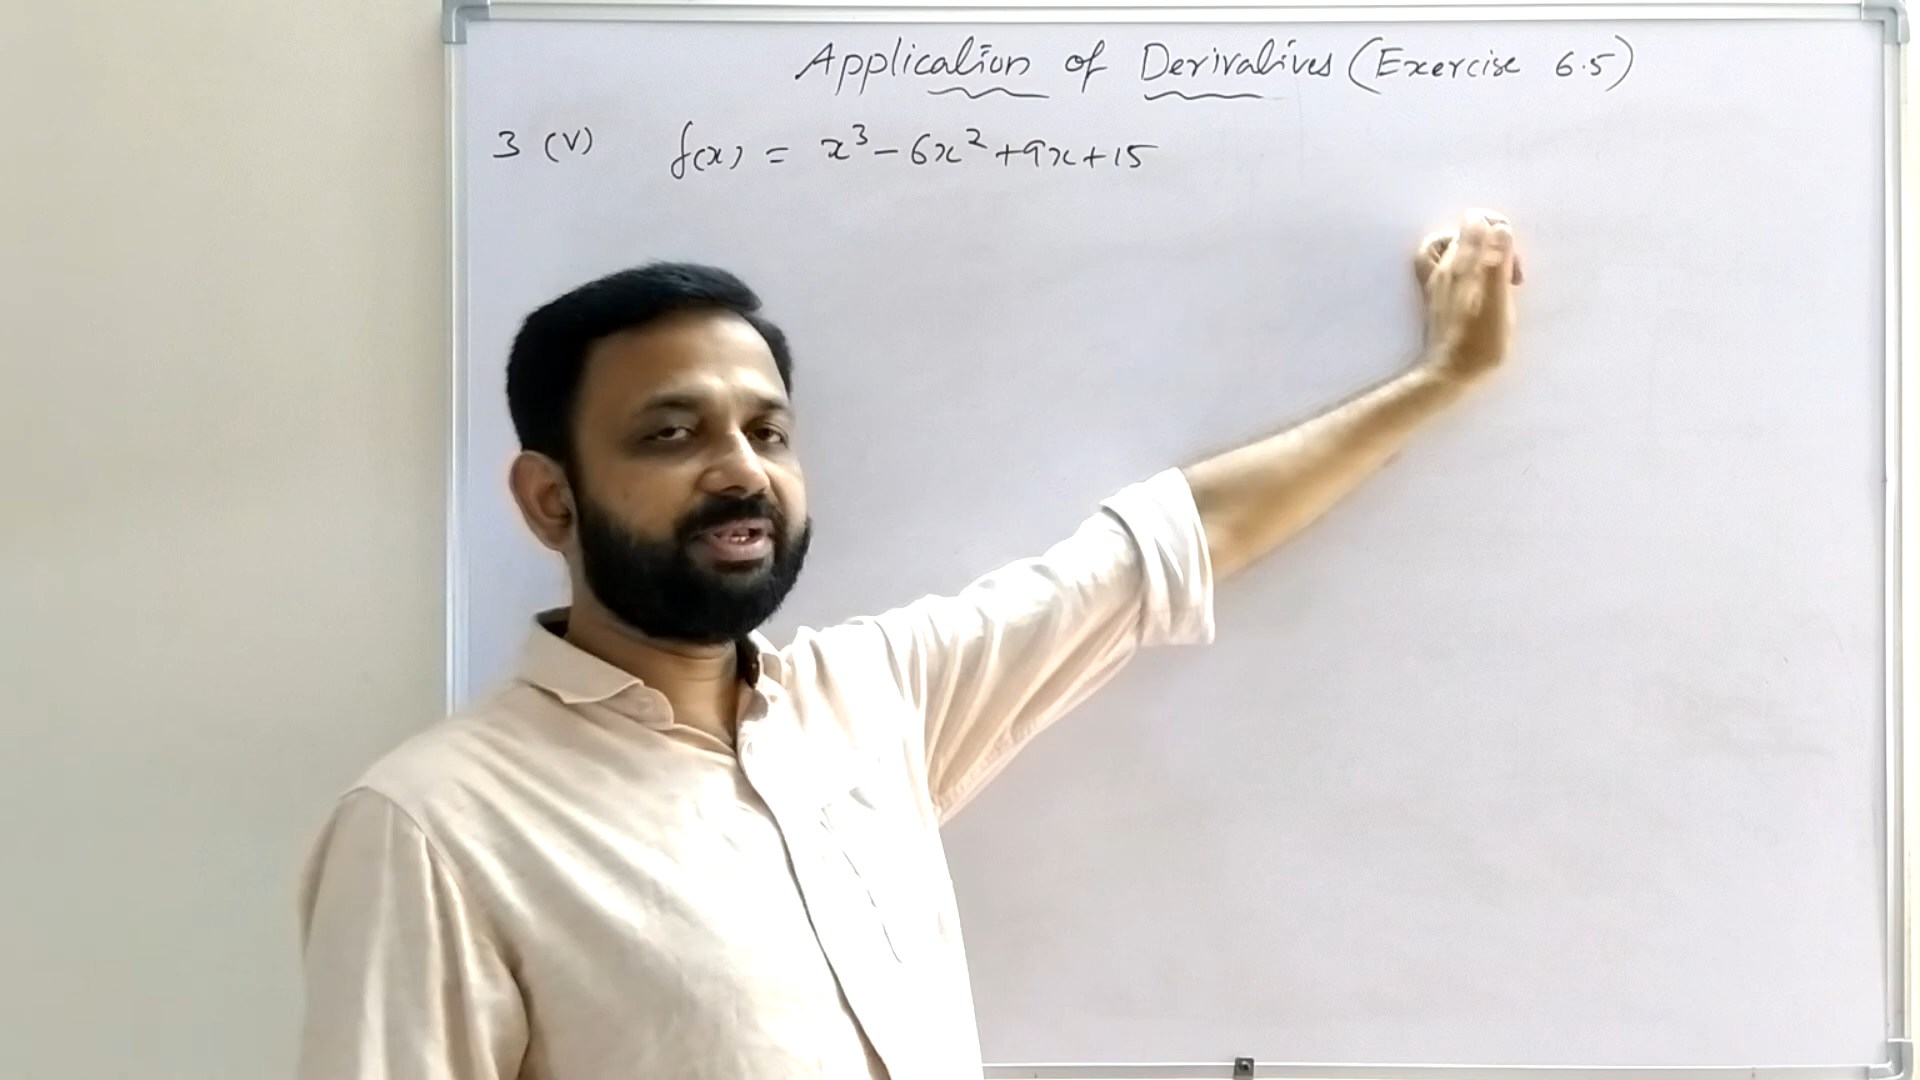 Application of Derivatives (Exercise 6.5)
3 (V) f(x) = x³ - 6x² + 9x + 15